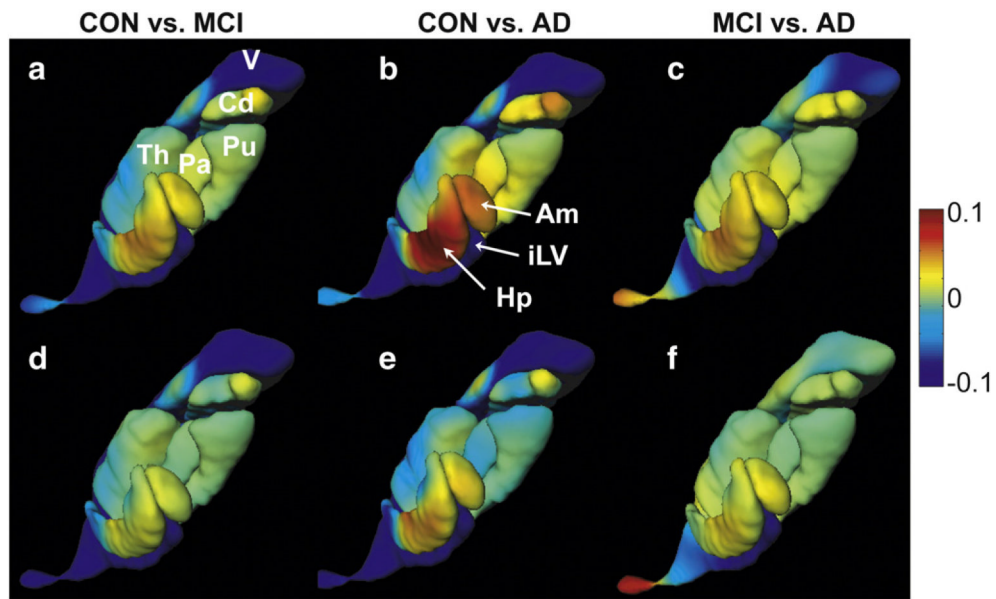 CON vs. MCI CON vs. AD MCI vs. AD
a b c
V
Cd
Th Pa Pu
Am
iLV
Hp
0.1
0
-0.1
d e f